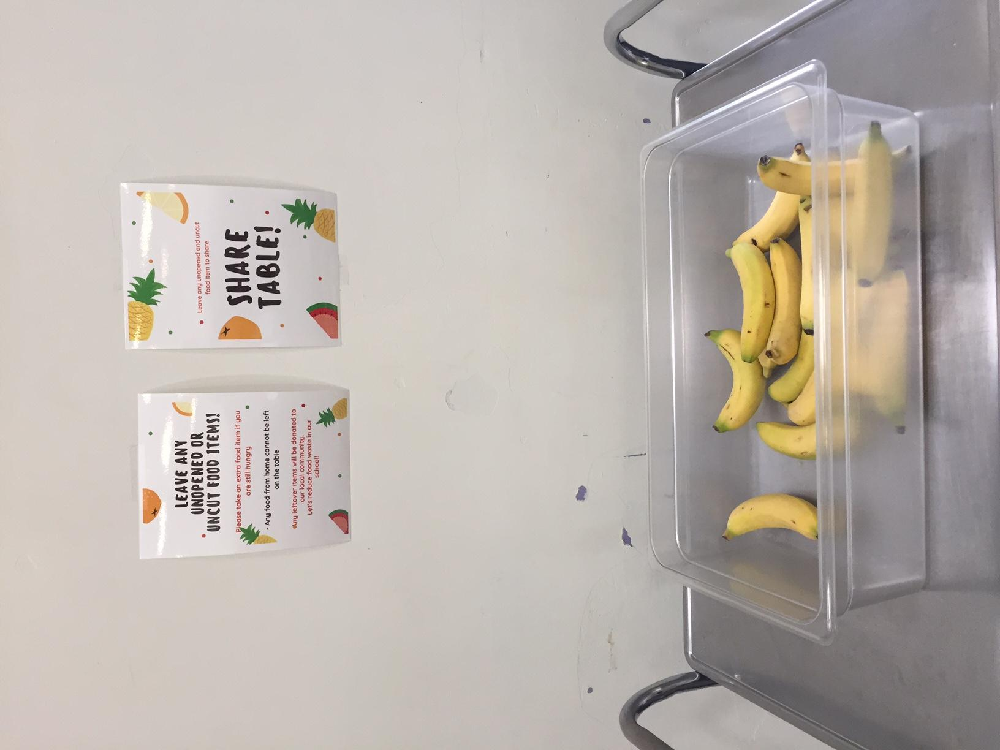 LEAVE ANY
UNOPENED OR
UNCUT FOOD ITEMS!
Please take an extra food item if you
are still hungry
- Any food from home cannot be left
on the table
Any leftover items will be donated to
our local community.
Let's reduce food waste in our
school!
Leave any unopened and uncut
food item to share
SHARE
TABLE!